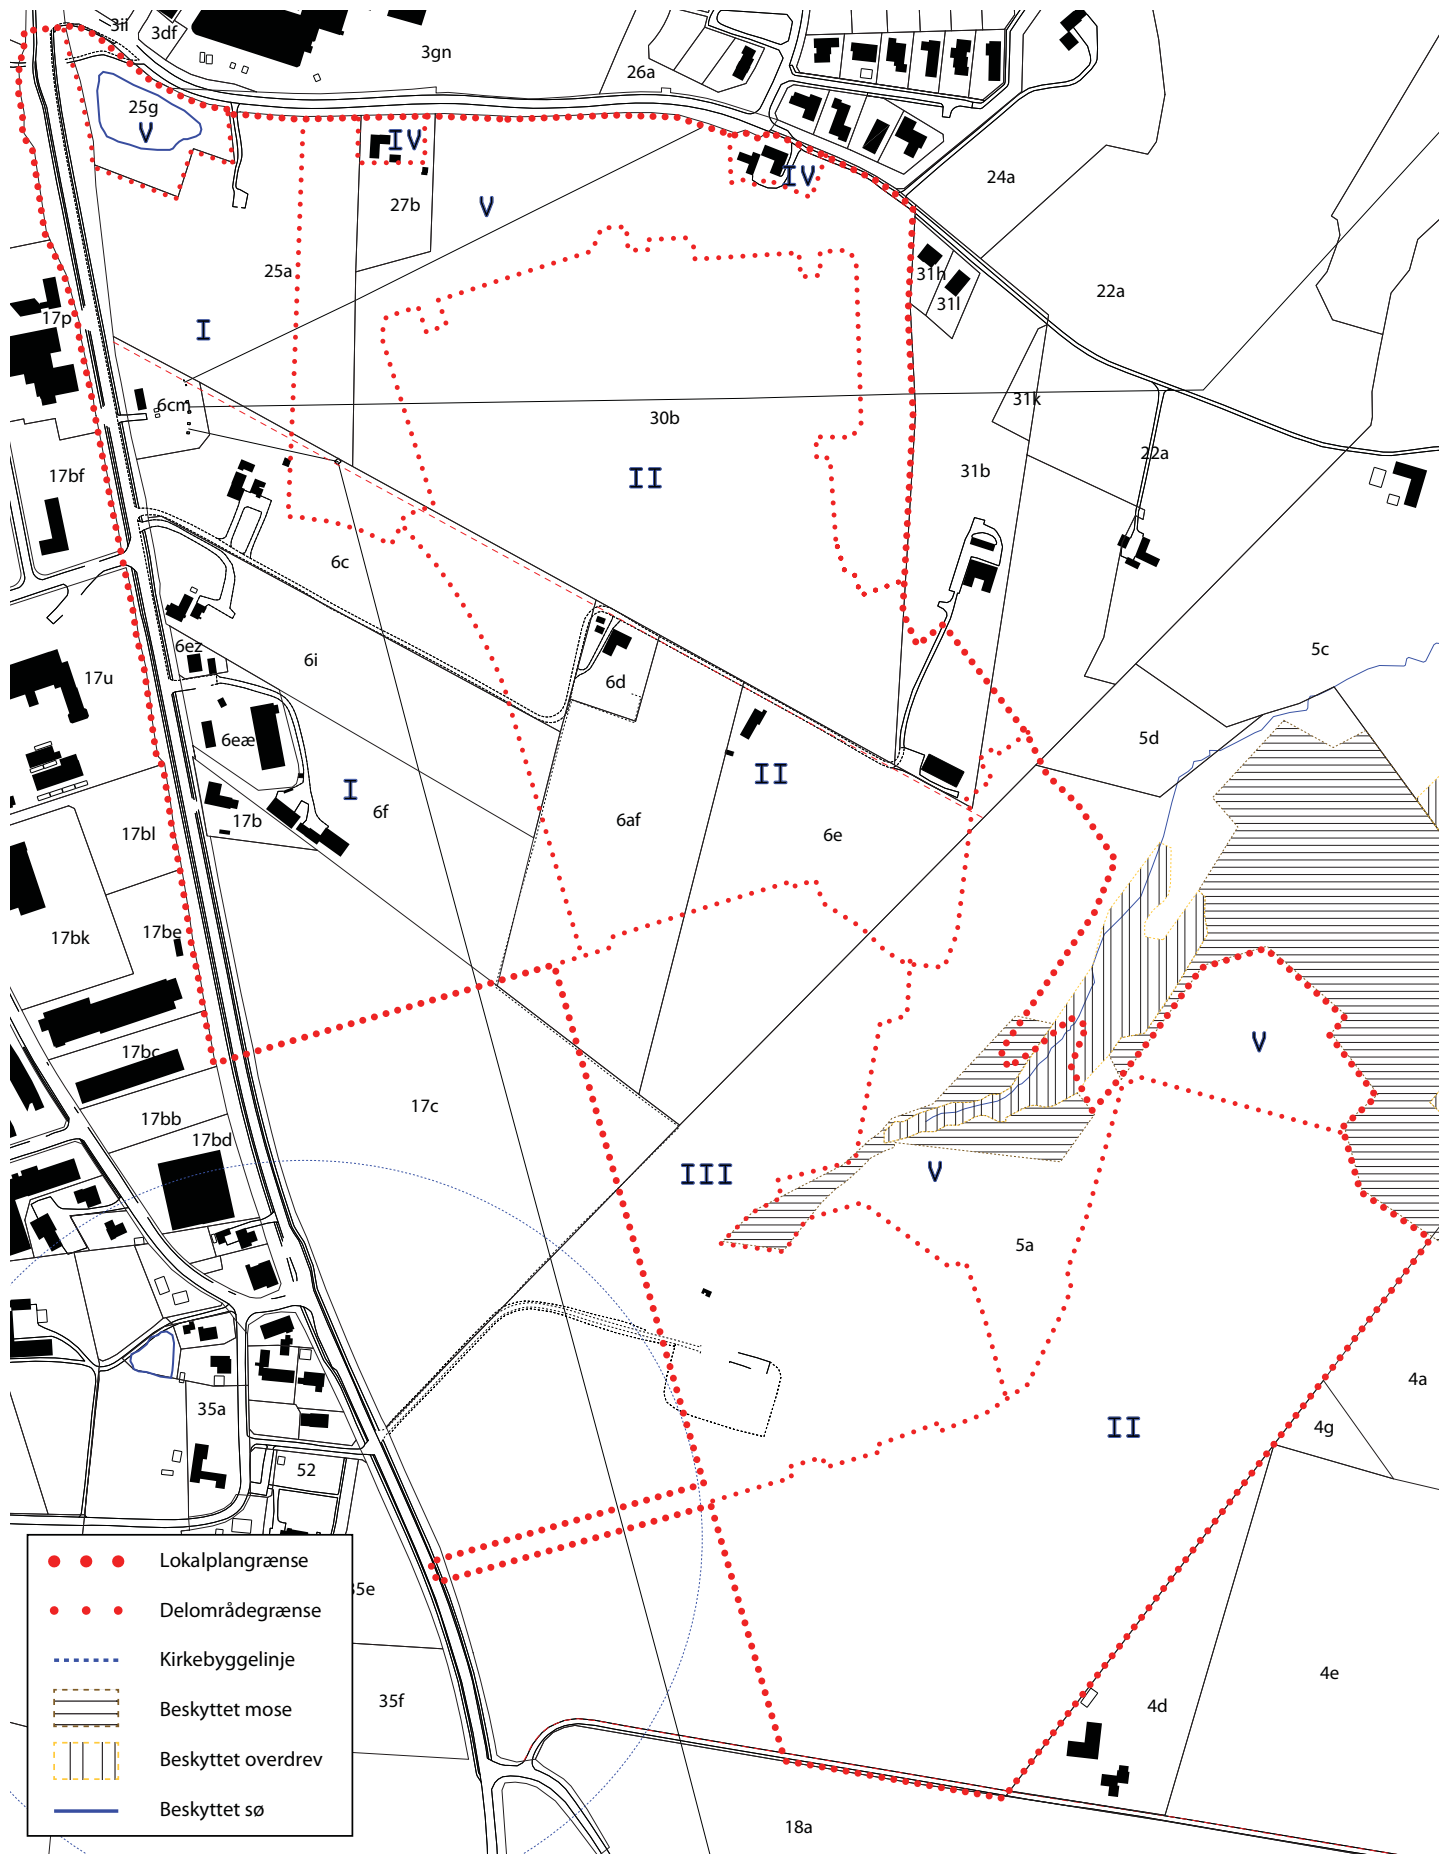 3il
3df
3gn
26a
25g
V
IV
24a
IV
27b
V
25a
31h
31l
22a
17p
I
6cm
30b
31k
22a
17bf
II
31b
6c
6ez
6i
5c
17u
6d
6eæ
5d
I
II
6f
17b
6af
6e
17bl
17be
17bk
V
17bc
17c
17bb
17bd
III
V
5a
4a
35a
II
4g
52
Lokalplangrænse
35e
Delområdegrænse
Kirkebyggelinje
4e
35f
Beskyttet mose
4d
Beskyttet overdrev
Beskyttet sø
18a